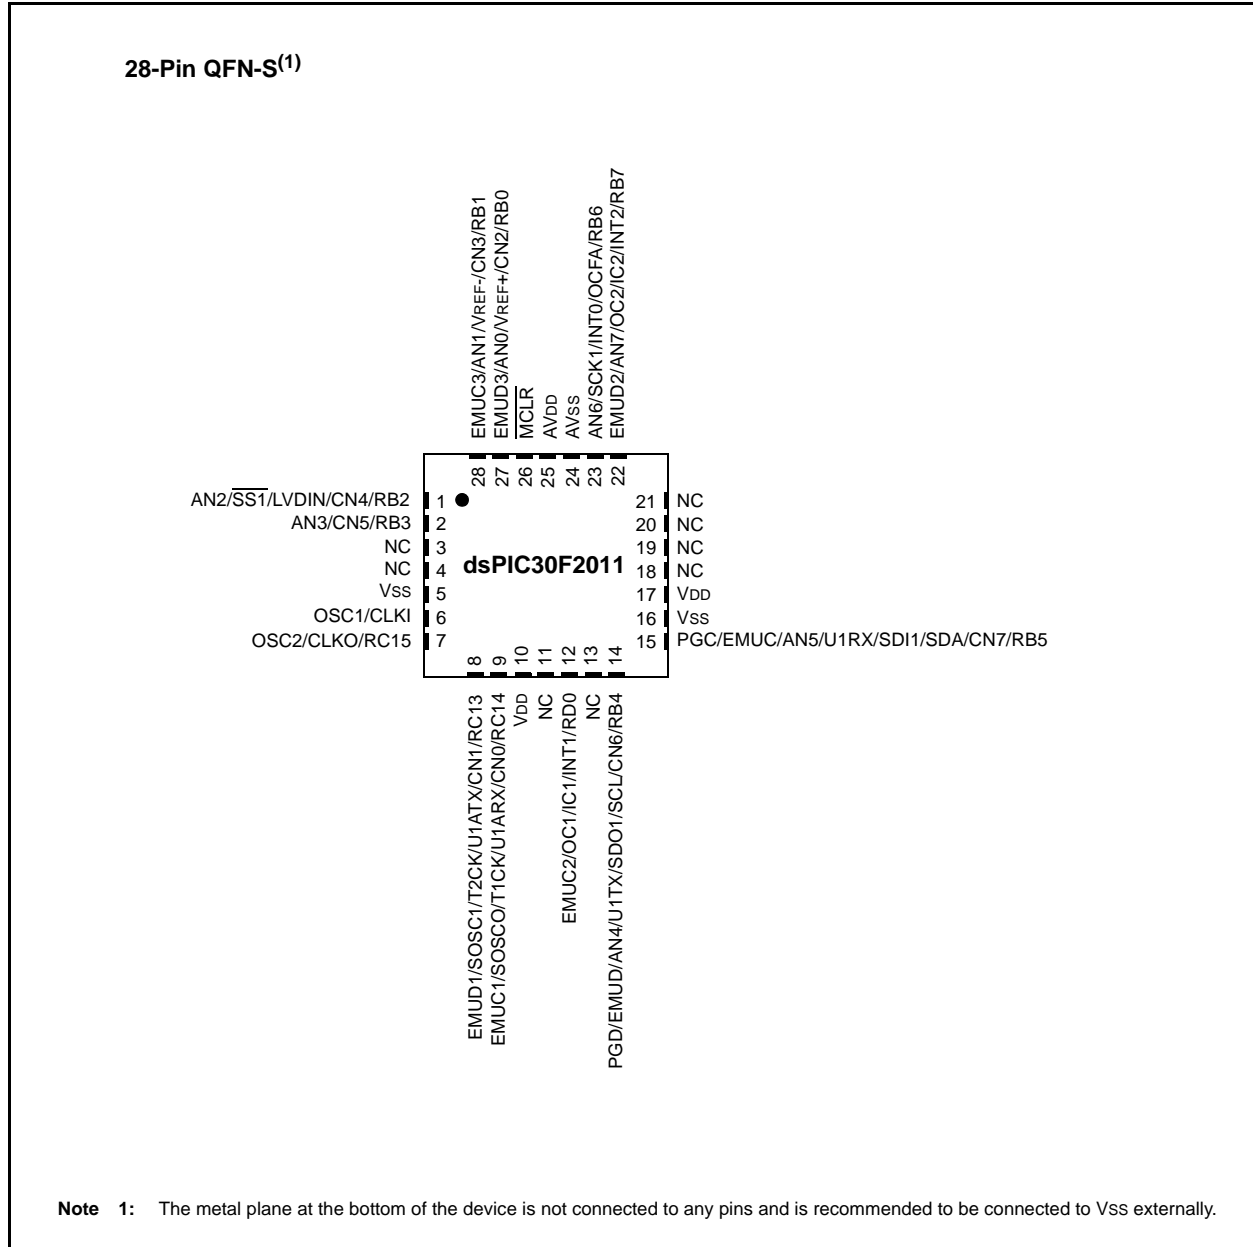 28-Pin QFN-S(1)
EMUC3/AN1/VREF-/CN3/RB1
EMUD3/AN0/VREF+/CN2/RB0
MCLR
AVDD
AVSS
AN6/SCK1/INT0/OCFA/RB6
EMUD2/AN7/OC2/IC2/INT2/RB7
28 27 26 25 24 23 22
AN2/SS1/LVDIN/CN4/RB2 1 21 NC
AN3/CN5/RB3 2 20 NC
NC 3 19 NC
NC 4 dsPIC30F2011 18 NC
VSS 5 17 VDD
OSC1/CLKI 6 16 VSS
OSC2/CLKO/RC15 7 15 PGC/EMUC/AN5/U1RX/SDI1/SDA/CN7/RB5
8 9 10 11 12 13 14
EMUD1/SOSC1/T2CK/U1ATX/CN1/RC13
EMUC1/SOSCO/T1CK/U1ARX/CN0/RC14
VDD
NC
EMUC2/OC1/IC1/INT1/RD0
NC
PGD/EMUD/AN4/U1TX/SDO1/SCL/CN6/RB4
Note 1: The metal plane at the bottom of the device is not connected to any pins and is recommended to be connected to VSS externally.